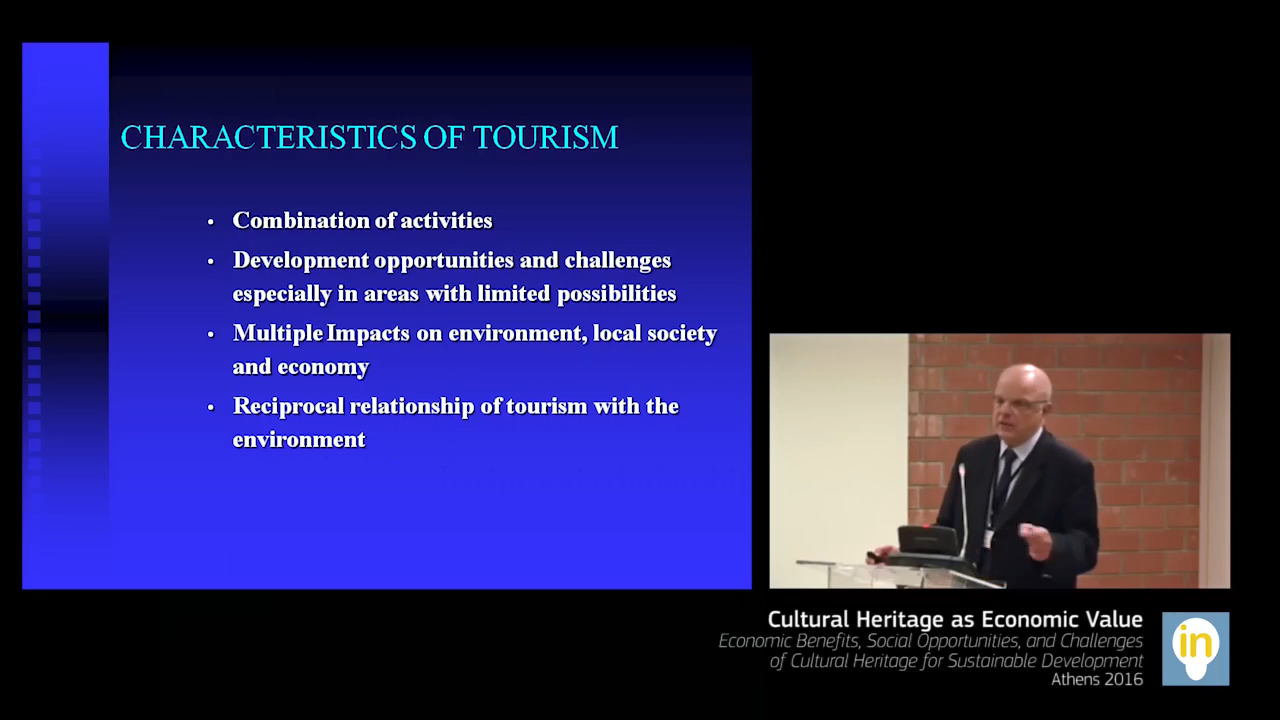 CHARACTERISTICS OF TOURISM
• Combination of activities
• Development opportunities and challenges
especially in areas with limited possibilities
• Multiple Impacts on environment, local society
and economy
• Reciprocal relationship of tourism with the
environment
Cultural Heritage as Economic Value
Economic Benefits, Social Opportunities, and Challenges
of Cultural Heritage for Sustainable Development
Athens 2016
in